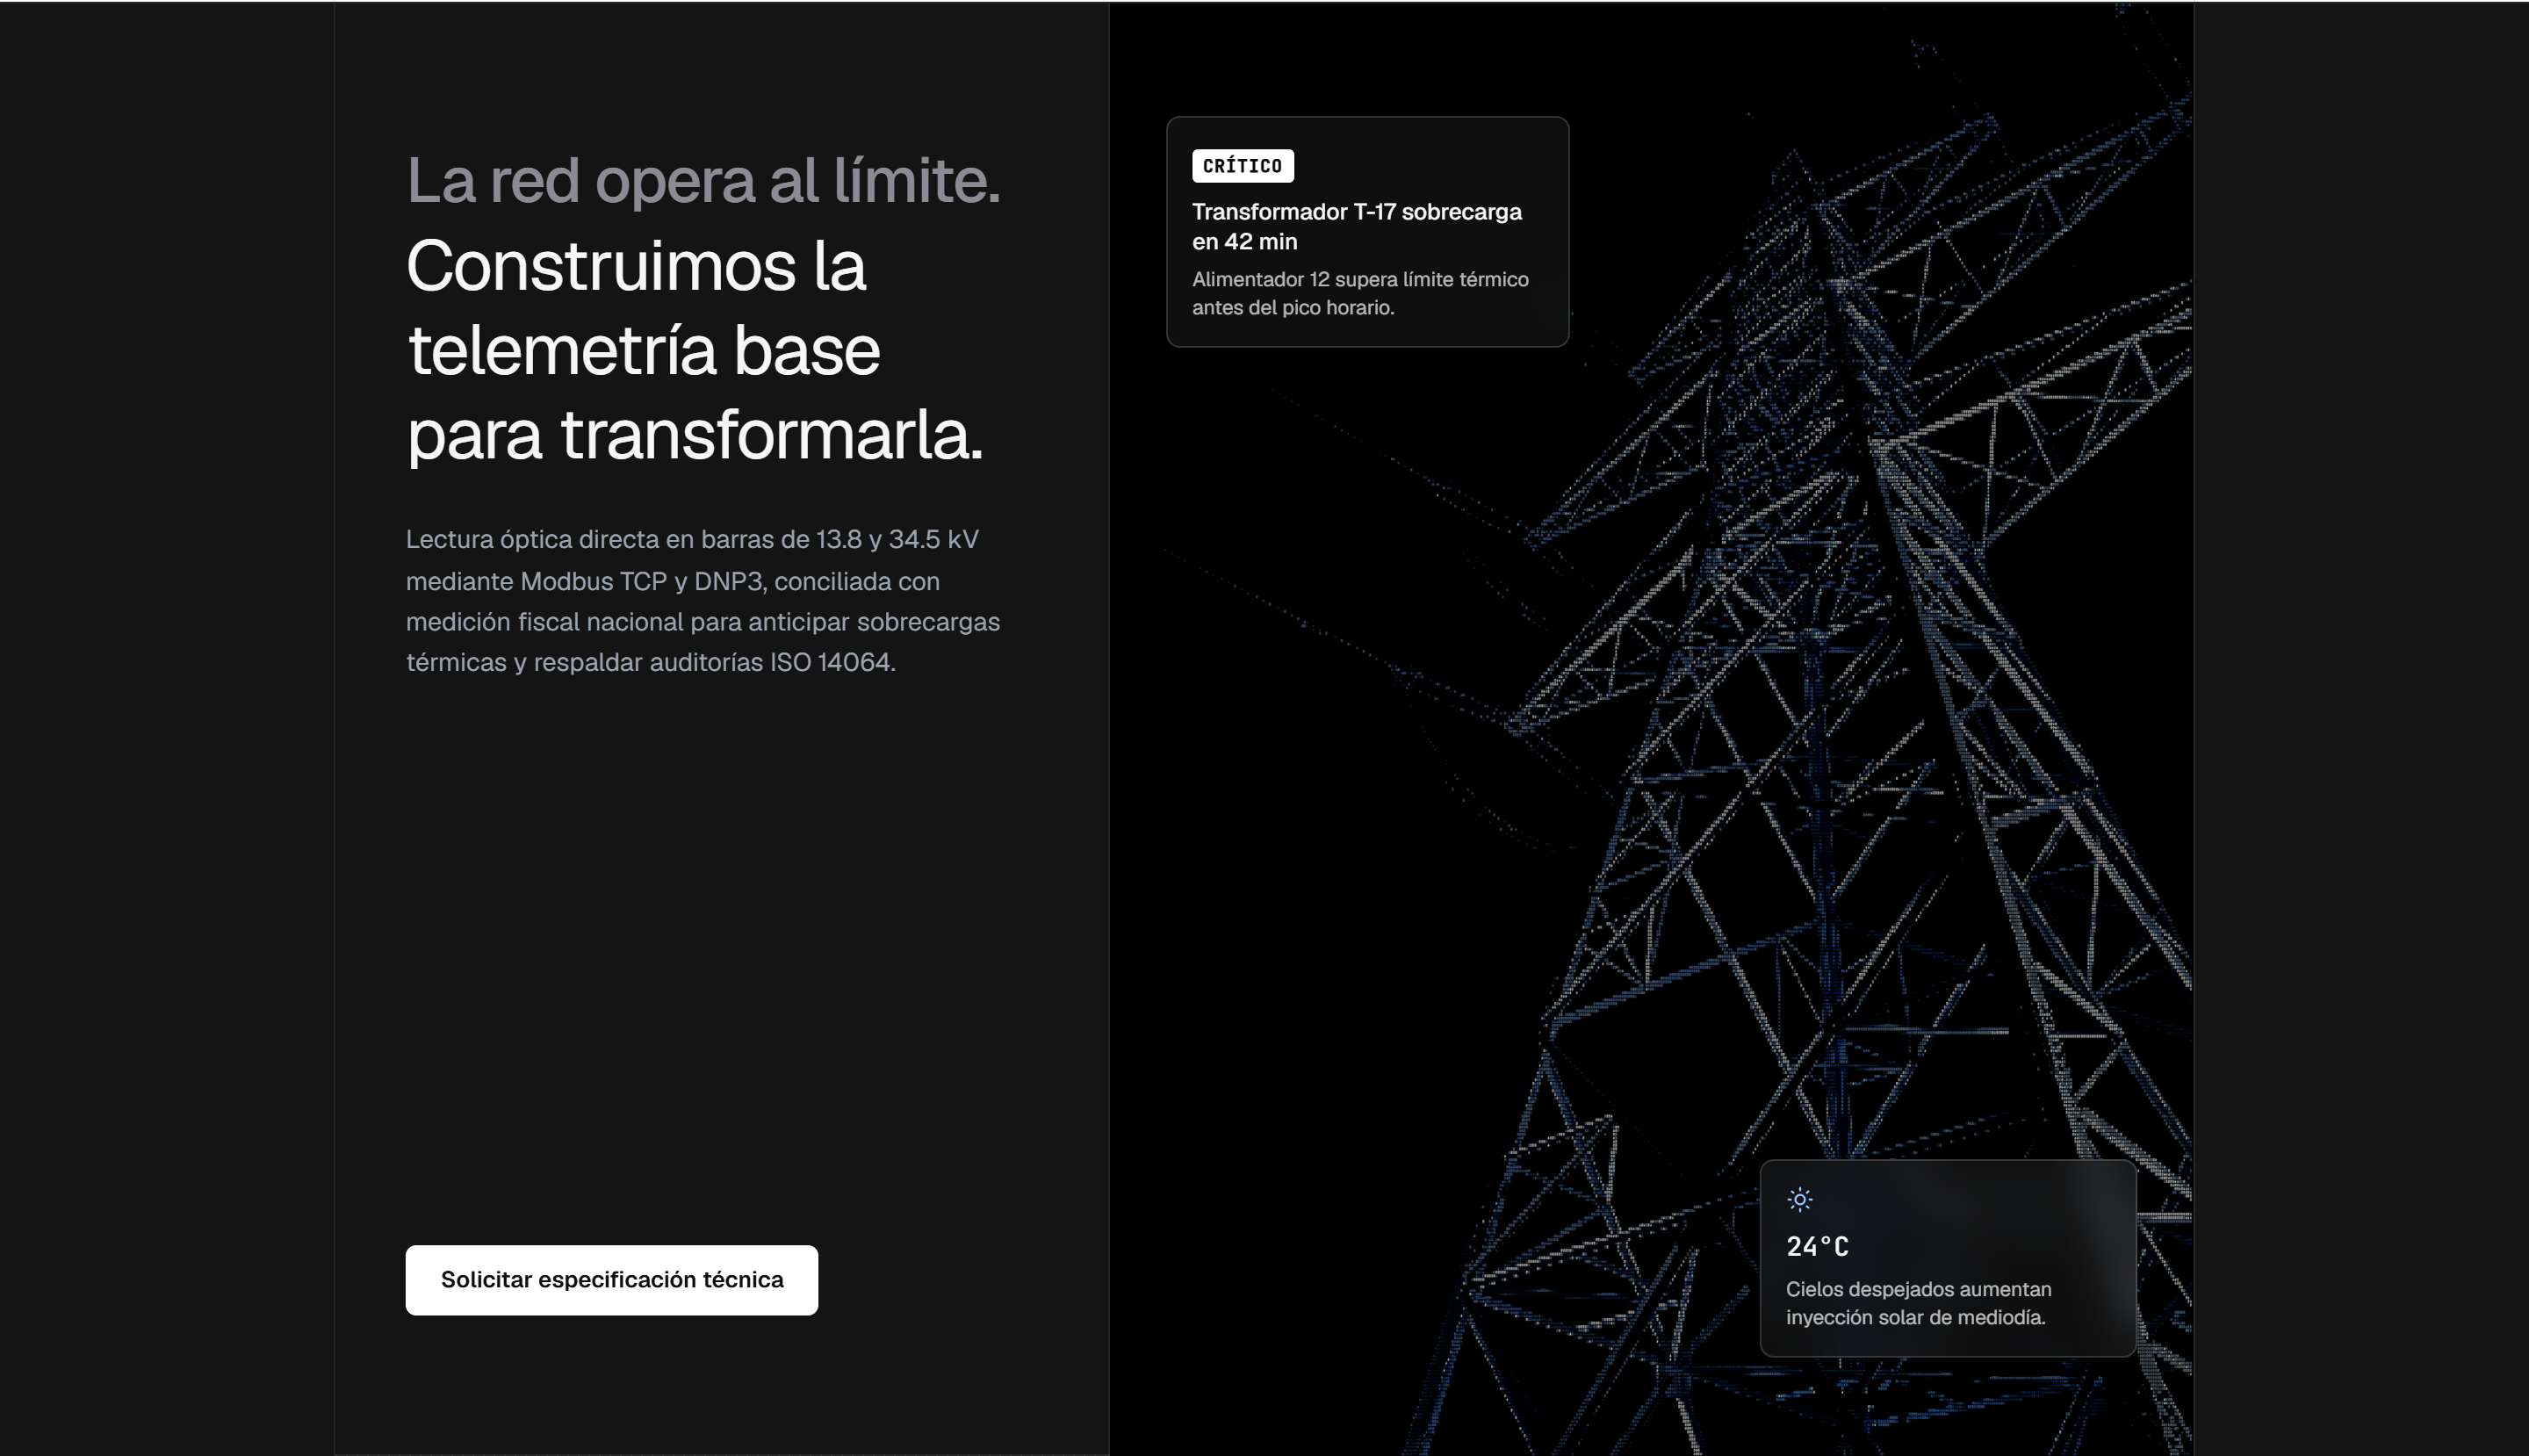 La red opera al límite.
Construimos la
telemetría base
para transformarla.
Lectura óptica directa en barras de 13.8 y 34.5 kV
mediante Modbus TCP y DNP3, conciliada con
medición fiscal nacional para anticipar sobrecargas
térmicas y respaldar auditorías ISO 14064.
Solicitar especificación técnica
CRÍTICO
Transformador T-17 sobrecarga
en 42 min
Alimentador 12 supera límite térmico
antes del pico horario.
24°C
Cielos despejados aumentan
inyección solar de mediodía.